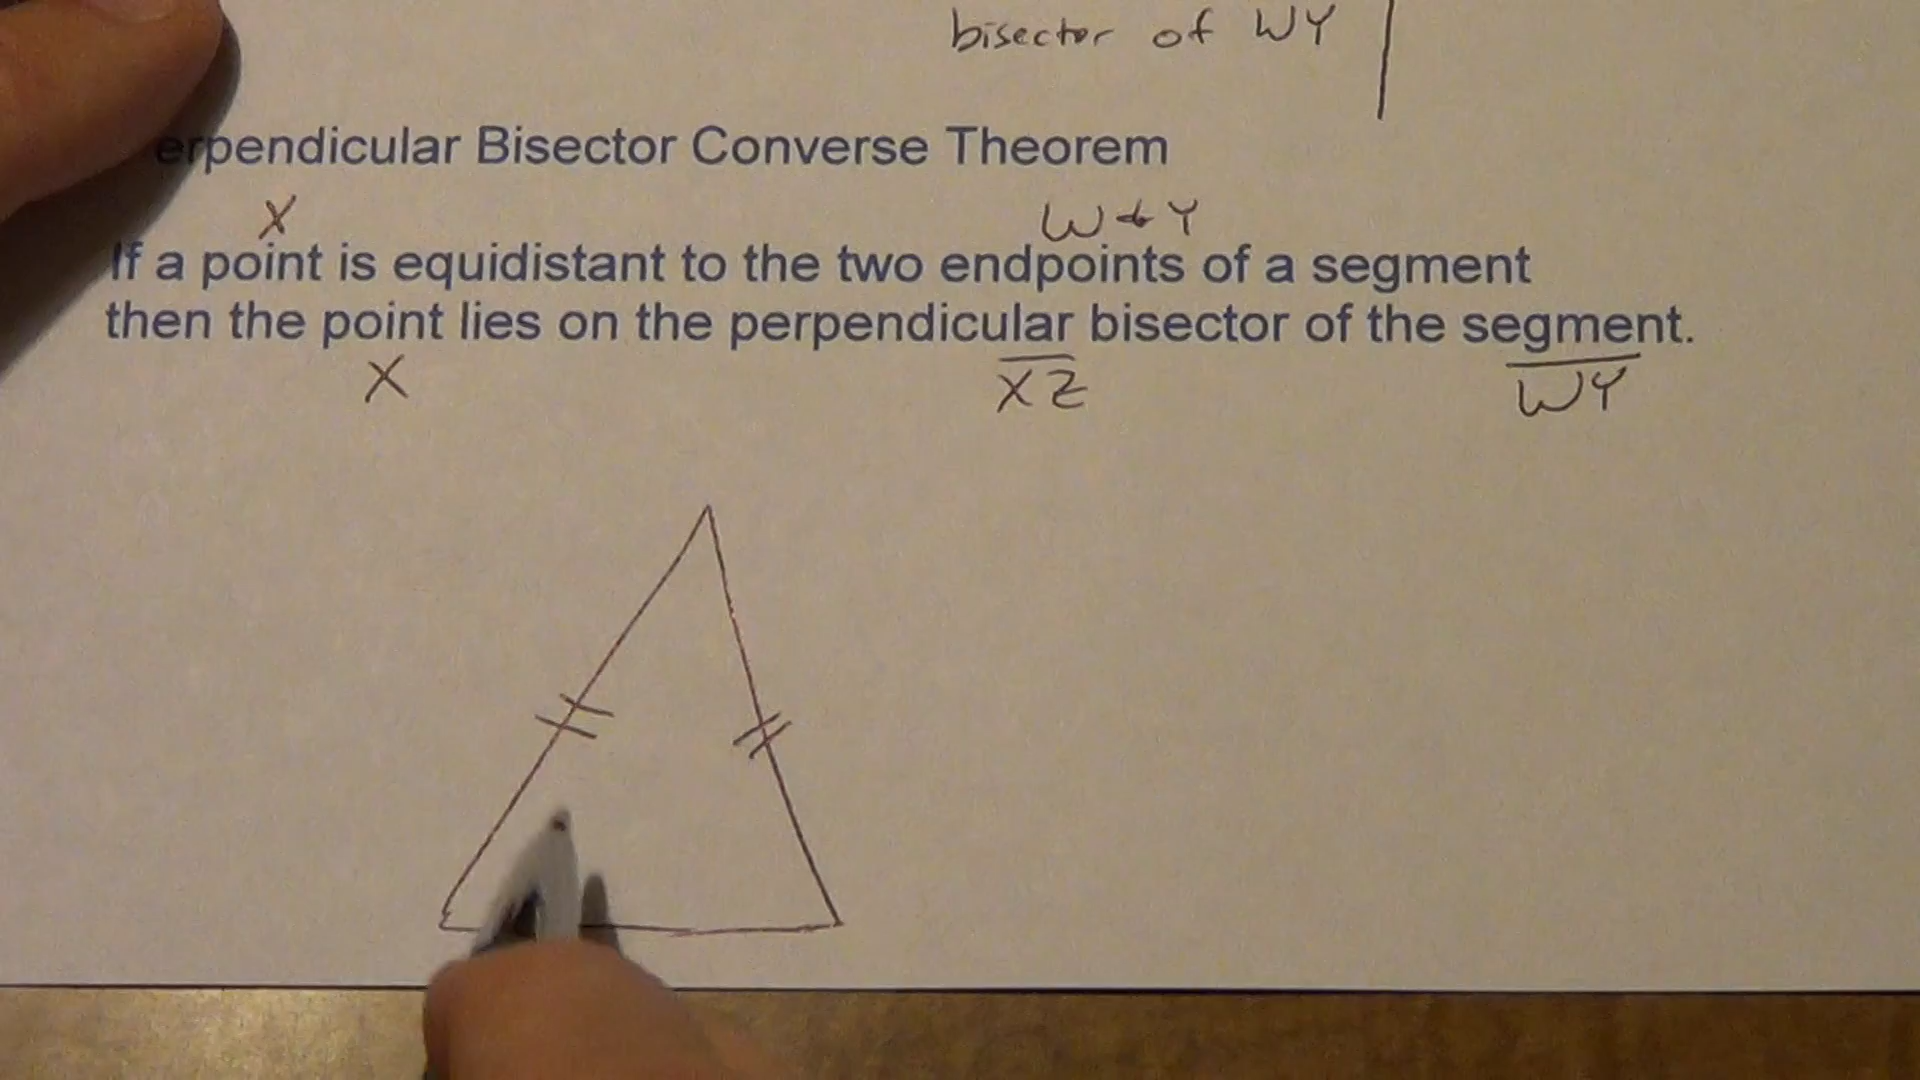 bisector of WY
erpendicular Bisector Converse Theorem
X W & Y
If a point is equidistant to the two endpoints of a segment
then the point lies on the perpendicular bisector of the segment.
X XZ WY